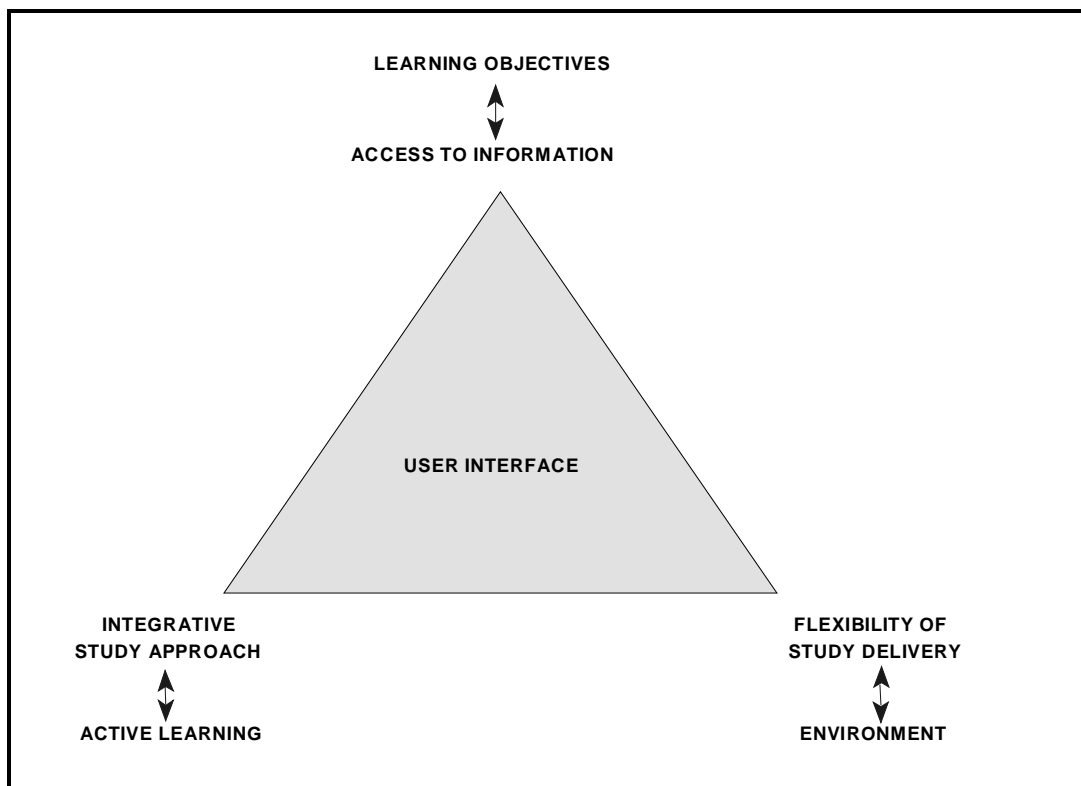 LEARNING OBJECTIVES
ACCESS TO INFORMATION
USER INTERFACE
INTEGRATIVE
STUDY APPROACH
ACTIVE LEARNING
FLEXIBILITY OF
STUDY DELIVERY
ENVIRONMENT